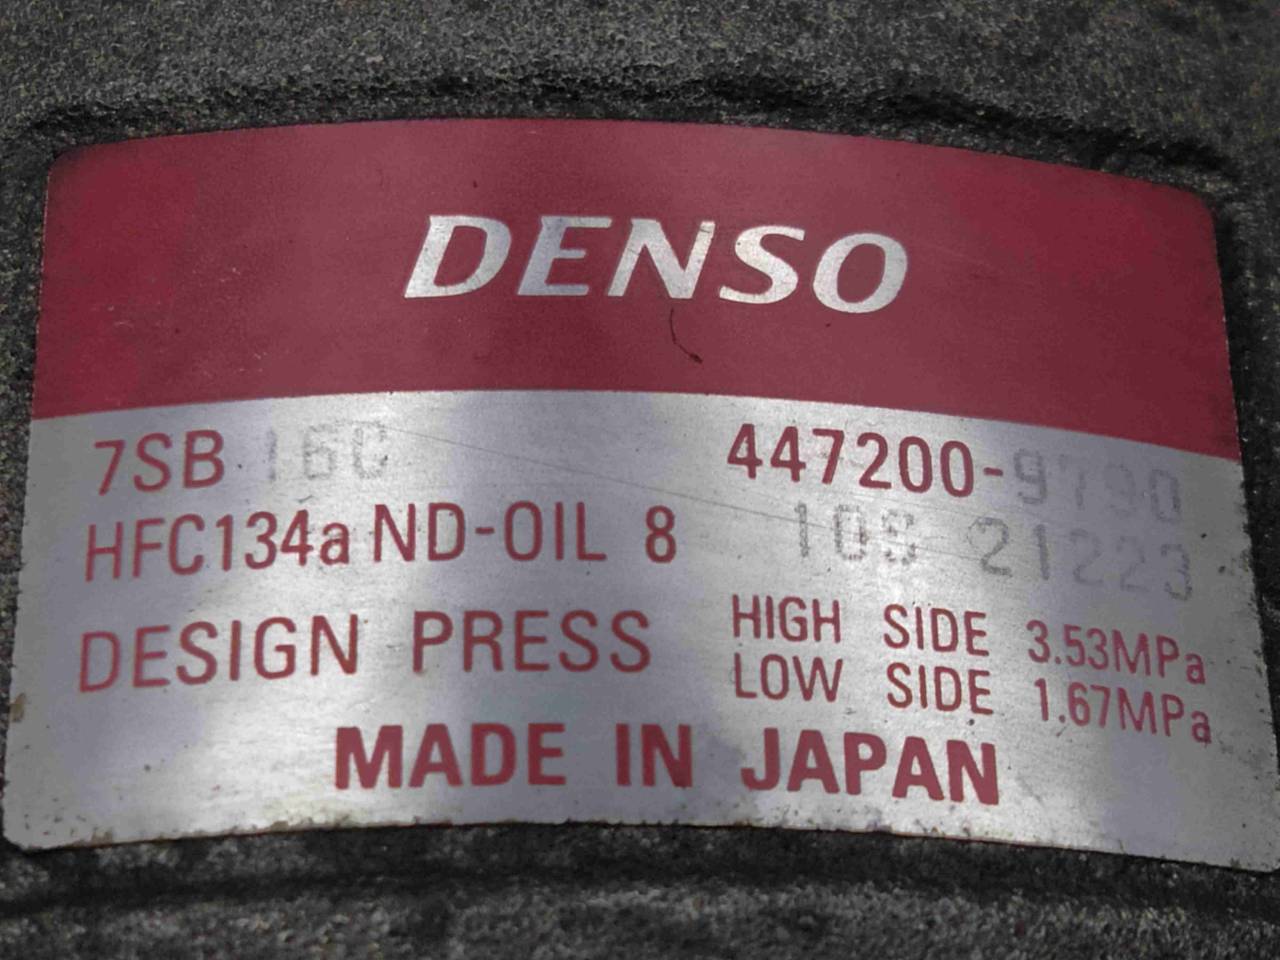 DENSO
7SB 16C 447200-9790
HFC134a ND-OIL 8 10S 21223
DESIGN PRESS HIGH SIDE 3.53MPa
LOW SIDE 1.67MPa
MADE IN JAPAN